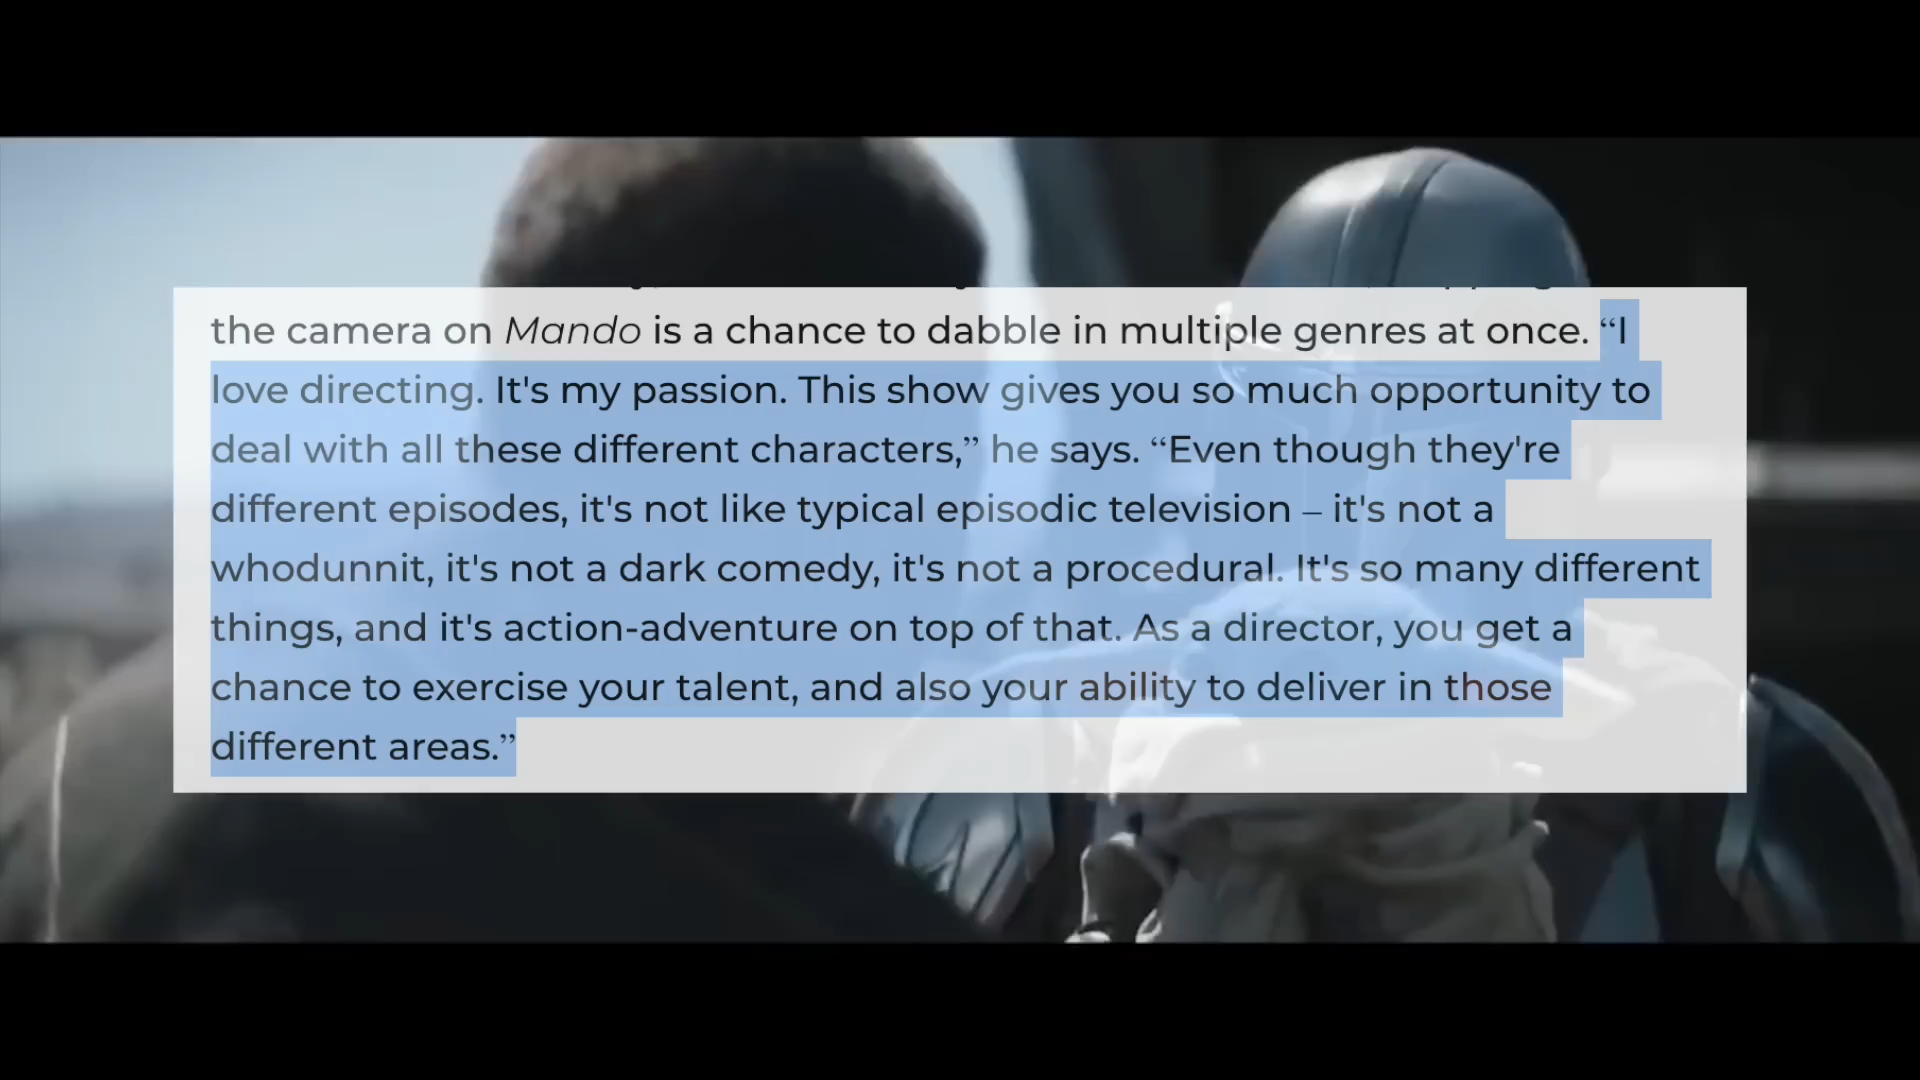 the camera on Mando is a chance to dabble in multiple genres at once. “I
love directing. It's my passion. This show gives you so much opportunity to
deal with all these different characters,” he says. “Even though they're
different episodes, it's not like typical episodic television – it's not a
whodunnit, it's not a dark comedy, it's not a procedural. It's so many different
things, and it's action-adventure on top of that. As a director, you get a
chance to exercise your talent, and also your ability to deliver in those
different areas.”